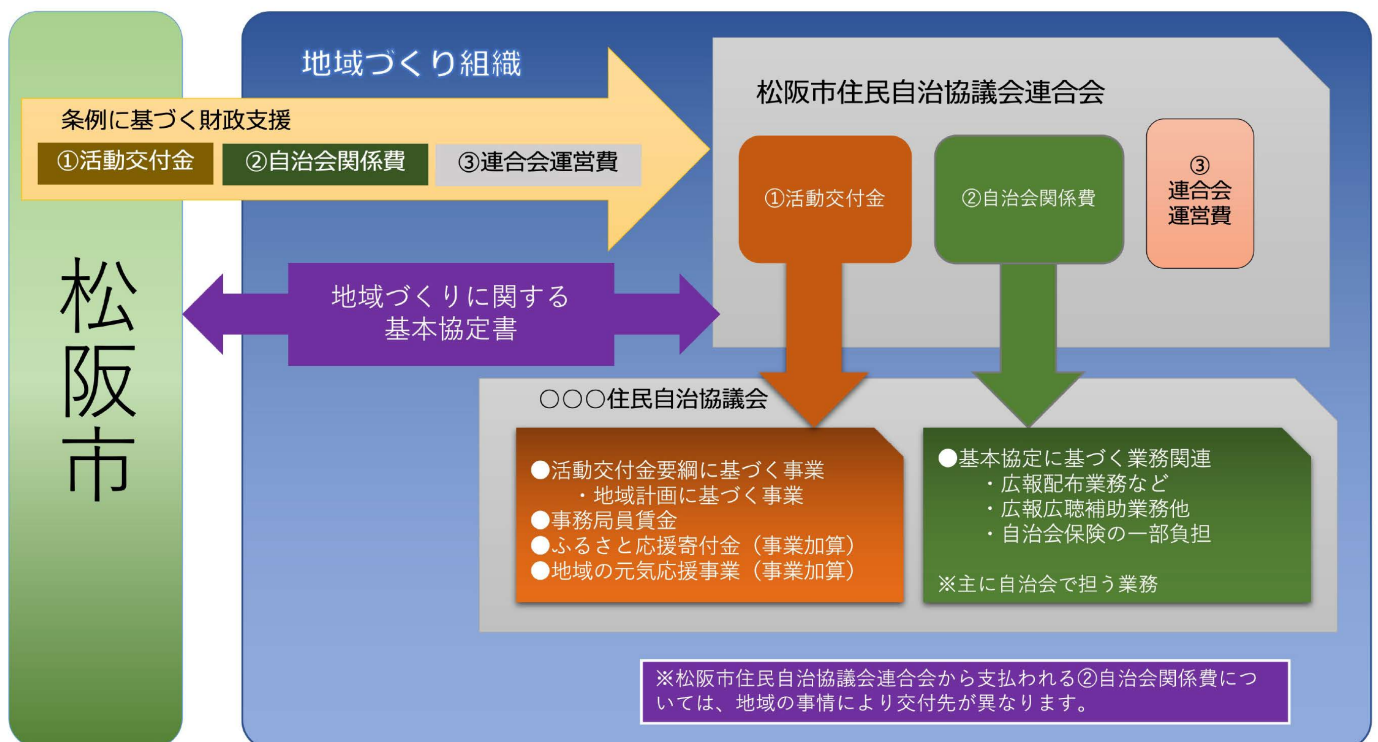 松阪市
地域づくり組織
条例に基づく財政支援
①活動交付金
②自治会関係費
③連合会運営費
地域づくりに関する
基本協定書
松阪市住民自治協議会連合会
①活動交付金
②自治会関係費
③
連合会
運営費
○○○住民自治協議会
●活動交付金要綱に基づく事業
・地域計画に基づく事業
●事務局員賃金
●ふるさと応援寄付金（事業加算）
●地域の元気応援事業（事業加算）
●基本協定に基づく業務関連
・広報配布業務など
・広報広聴補助業務他
・自治会保険の一部負担
※主に自治会で担う業務
※松阪市住民自治協議会連合会から支払われる②自治会関係費につ
いては、地域の事情により交付先が異なります。